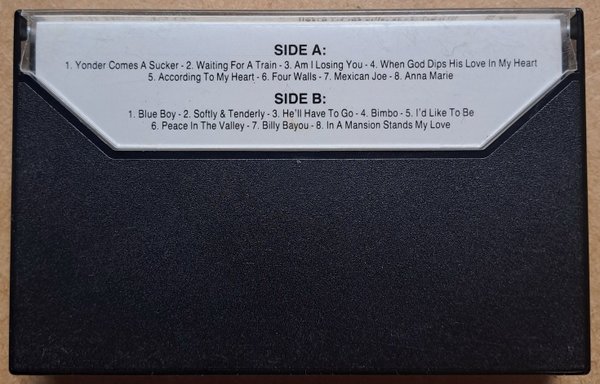 SIDE A:
1. Yonder Comes A Sucker - 2. Waiting For A Train - 3. Am I Losing You - 4. When God Dips His Love In My Heart
5. According To My Heart - 6. Four Walls - 7. Mexican Joe - 8. Anna Marie
SIDE B:
1. Blue Boy - 2. Softly & Tenderly - 3. He'll Have To Go - 4. Bimbo - 5. I'd Like To Be
6. Peace In The Valley - 7. Billy Bayou - 8. In A Mansion Stands My Love